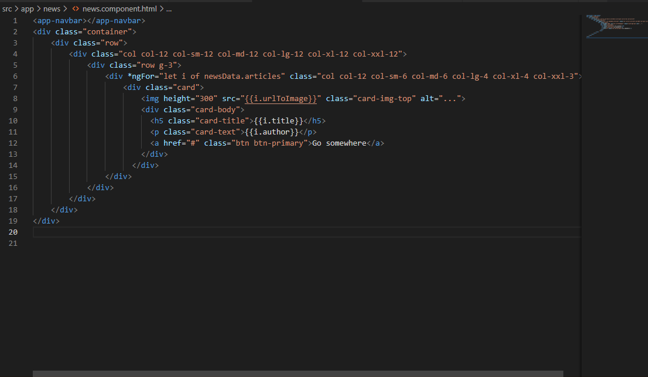 src > app > news > <> news.component.html > ...
1 <app-navbar></app-navbar>
2 <div class="container">
3 <div class="row">
4 <div class="col col-12 col-sm-12 col-md-12 col-lg-12 col-xl-12 col-xxl-12">
5 <div class="row g-3">
6 <div *ngFor="let i of newsData.articles" class="col col-12 col-sm-6 col-md-6 col-lg-4 col-xl-4 col-xxl-3">
7 <div class="card">
8 <img height="300" src="{{i.urlToImage}}" class="card-img-top" alt="...">
9 <div class="card-body">
10 <h5 class="card-title">{{i.title}}</h5>
11 <p class="card-text">{{i.author}}</p>
12 <a href="#" class="btn btn-primary">Go somewhere</a>
13 </div>
14 </div>
15 </div>
16 </div>
17 </div>
18 </div>
19 </div>
20
21